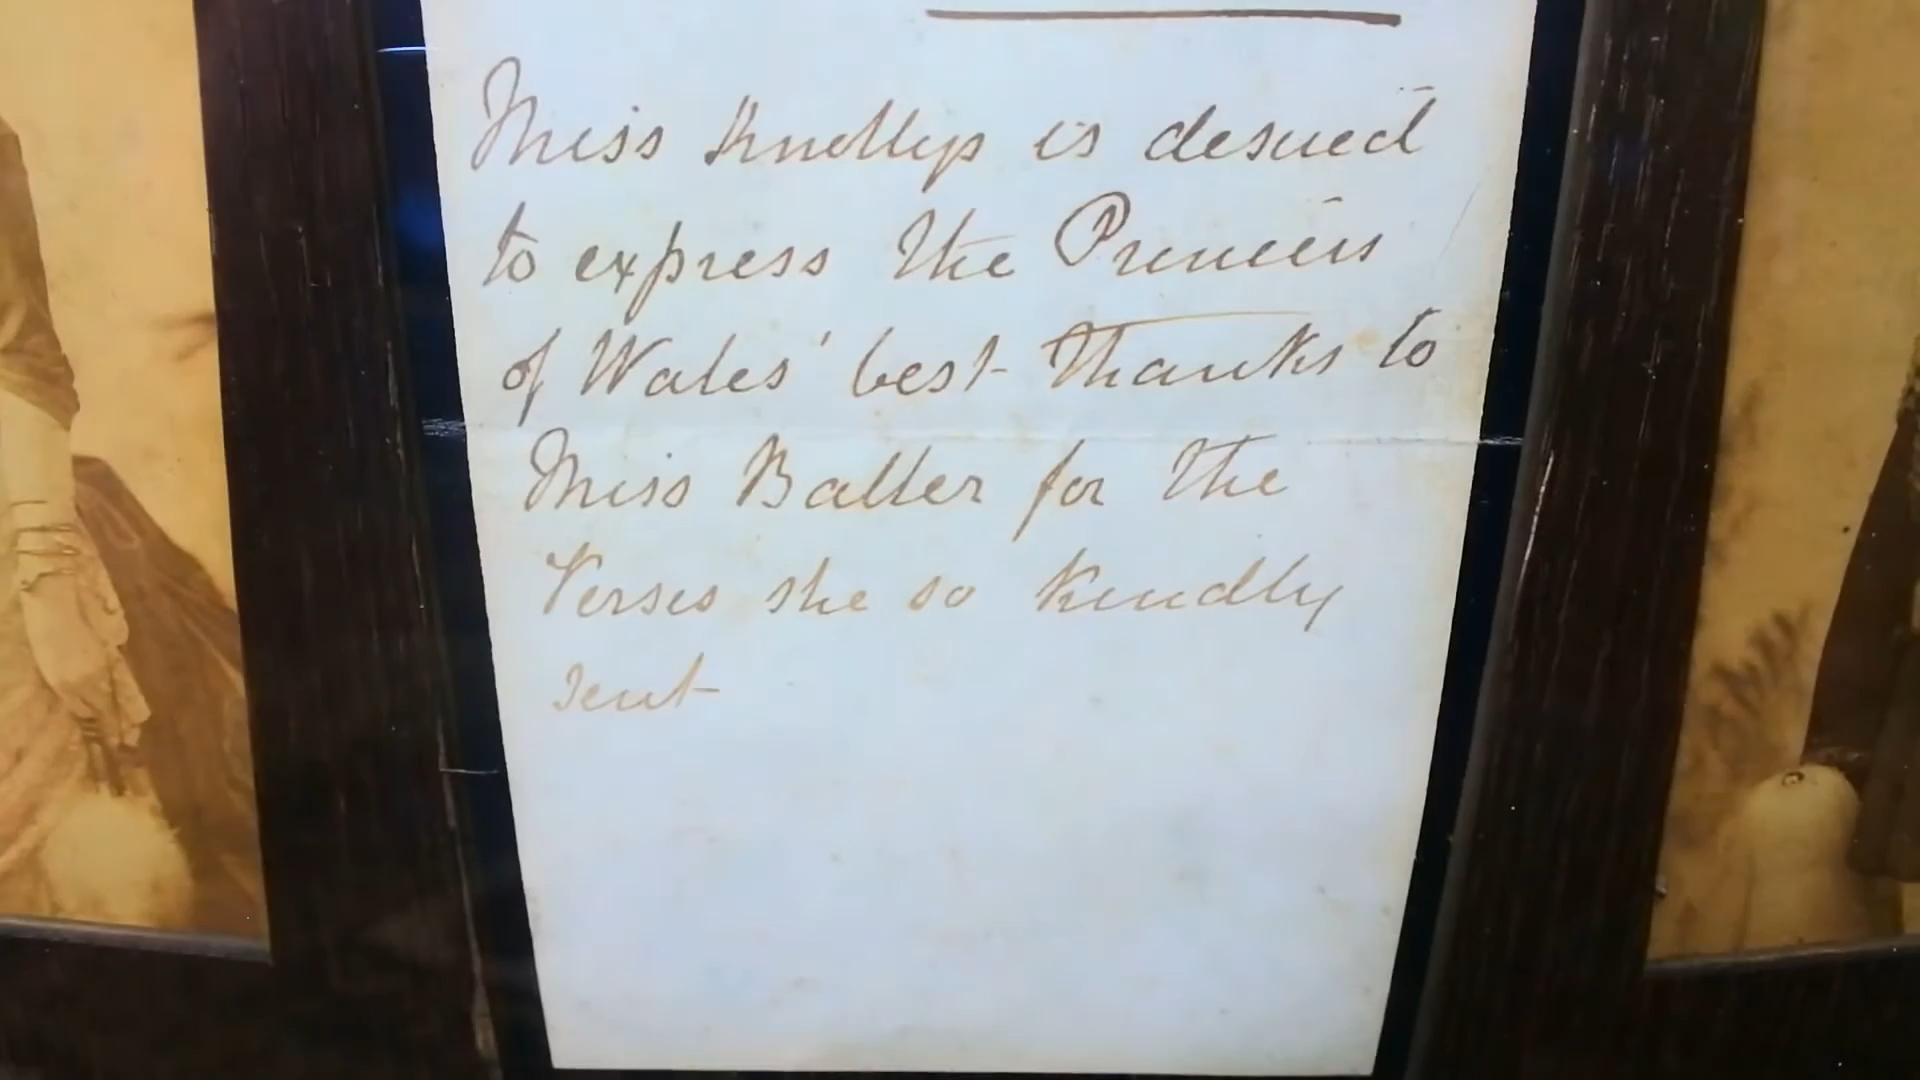 Miss Knollys is desired
to express the Princess
of Wales' best thanks to
Miss Balter for the
Verses she so kindly
sent